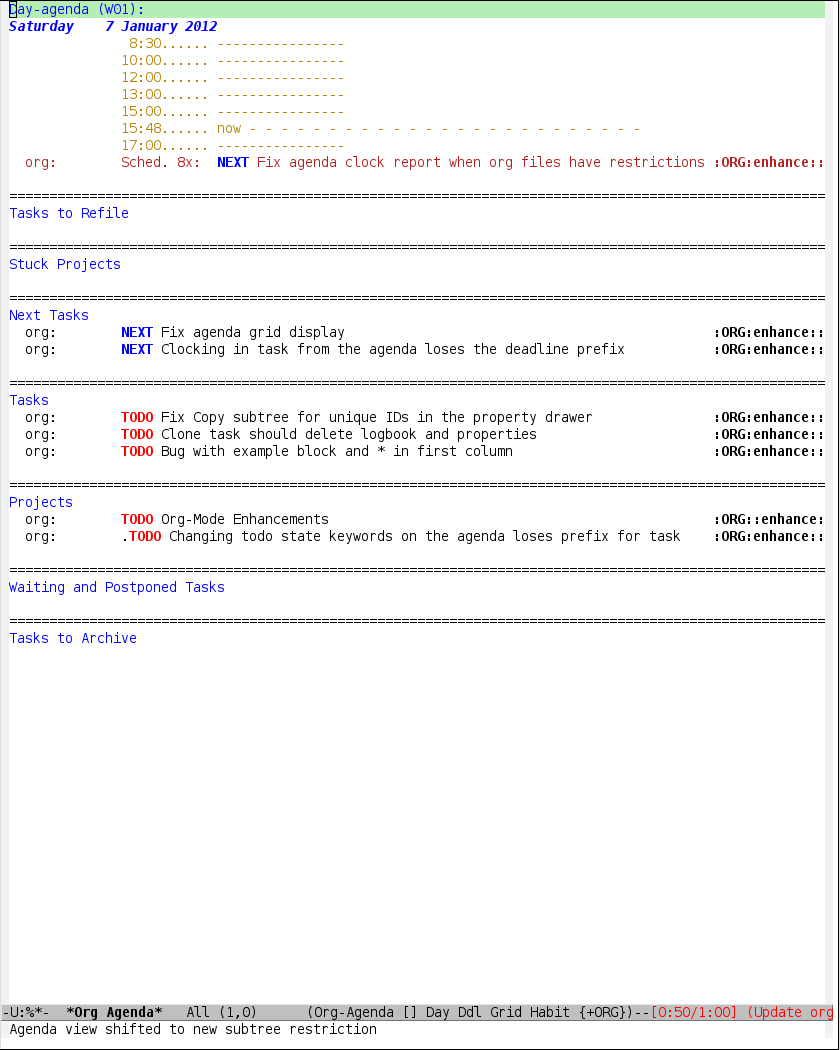 Day-agenda (W01):
Saturday    7 January 2012
               8:30...... ----------------
              10:00...... ----------------
              12:00...... ----------------
              13:00...... ----------------
              15:00...... ----------------
              15:48...... now - - - - - - - - - - - - - - - - - - - - - - - - -
              17:00...... ----------------
  org:        Sched. 8x:  NEXT Fix agenda clock report when org files have restrictions :ORG:enhance::
======================================================================================================
Tasks to Refile
======================================================================================================
Stuck Projects
======================================================================================================
Next Tasks
  org:        NEXT Fix agenda grid display                                              :ORG:enhance::
  org:        NEXT Clocking in task from the agenda loses the deadline prefix           :ORG:enhance::
======================================================================================================
Tasks
  org:        TODO Fix Copy subtree for unique IDs in the property drawer               :ORG:enhance::
  org:        TODO Clone task should delete logbook and properties                      :ORG:enhance::
  org:        TODO Bug with example block and * in first column                         :ORG:enhance::
======================================================================================================
Projects
  org:        TODO Org-Mode Enhancements                                                :ORG::enhance:
  org:        .TODO Changing todo state keywords on the agenda loses prefix for task    :ORG:enhance::
======================================================================================================
Waiting and Postponed Tasks
======================================================================================================
Tasks to Archive
-U:%*-  *Org Agenda*   All (1,0)      (Org-Agenda [] Day Ddl Grid Habit {+ORG})--[0:50/1:00] (Update org
Agenda view shifted to new subtree restriction